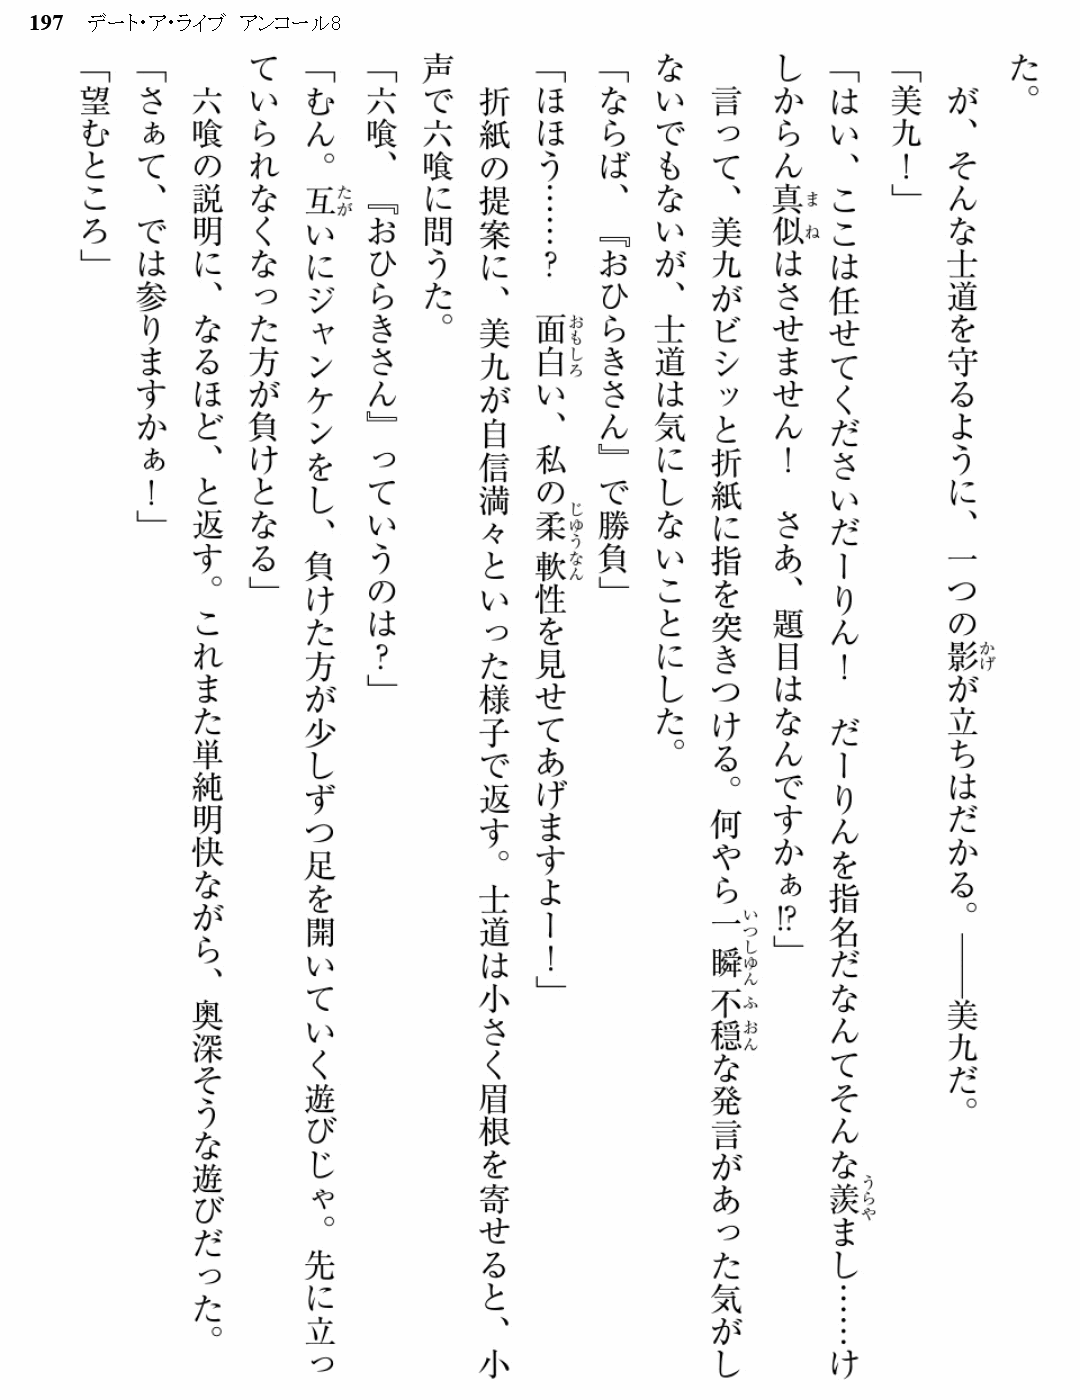 197 デート・ア・ライブ アンコール8
た。
　が、そんな士道を守るように、一つの影が立ちはだかる。――美九だ。
「美九！」
「はい、ここは任せてくださいだーりん！　だーりんを指名だなんてそんな羨まし……け
しからん真似はさせません！　さあ、題目はなんですかぁ!?」
　言って、美九がビシッと折紙に指を突きつける。何やら一瞬不穏な発言があった気がし
ないでもないが、士道は気にしないことにした。
「ならば、『おひらきさん』で勝負」
「ほほう……？　面白い、私の柔軟性を見せてあげますよー！」
　折紙の提案に、美九が自信満々といった様子で返す。士道は小さく眉根を寄せると、小
声で六喰に問うた。
「六喰、『おひらきさん』っていうのは？」
「むん。互いにジャンケンをし、負けた方が少しずつ足を開いていく遊びじゃ。先に立っ
ていられなくなった方が負けとなる」
　六喰の説明に、なるほど、と返す。これまた単純明快ながら、奥深そうな遊びだった。
「さぁて、では参りますかぁ！」
「望むところ」